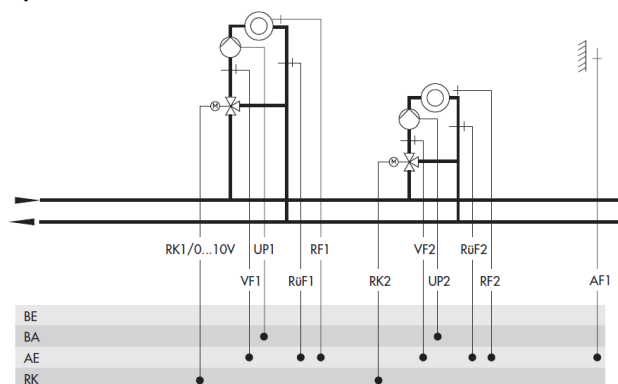 M
M
RK1/0...10V UP1 RF1 VF2 RüF2
VF1 RüF1 RK2 UP2 RF2 AF1
BE
BA
AE
RK